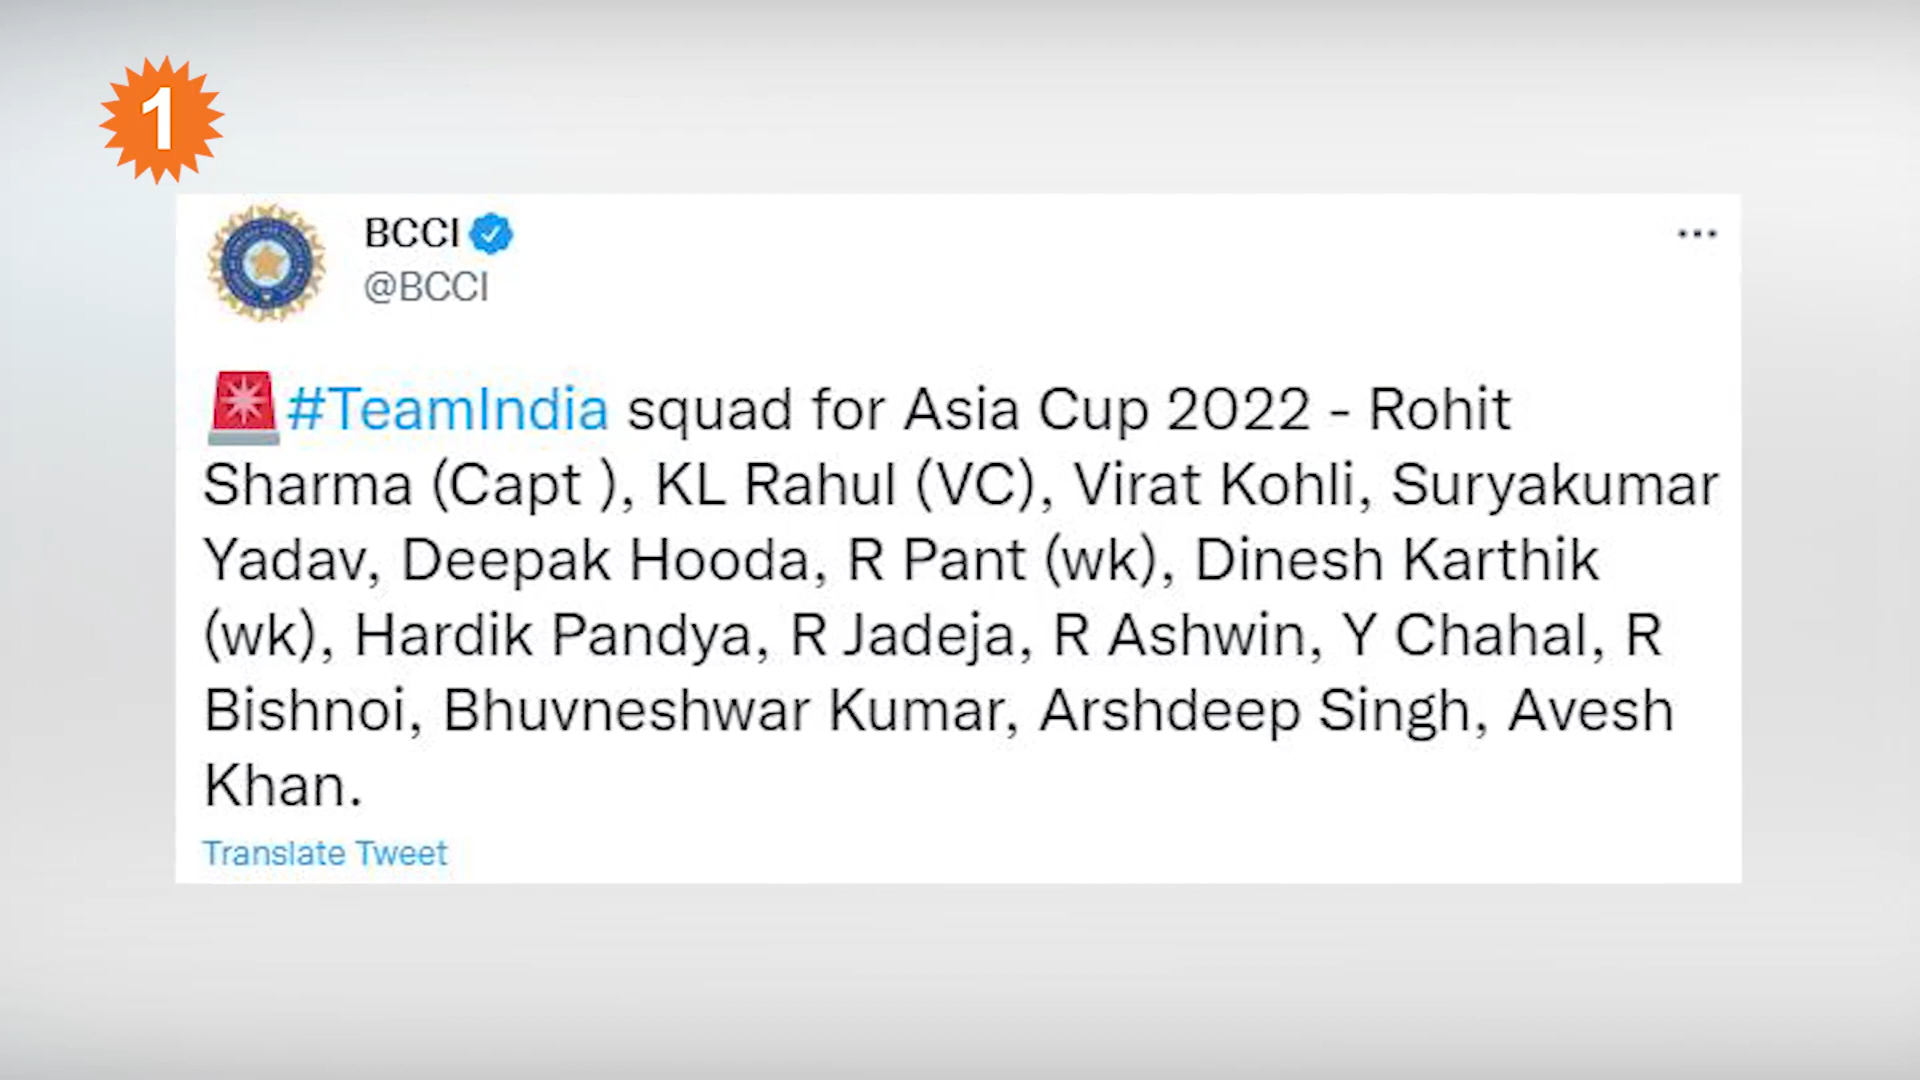 1
BCCI
@BCCI
#TeamIndia squad for Asia Cup 2022 - Rohit
Sharma (Capt ), KL Rahul (VC), Virat Kohli, Suryakumar
Yadav, Deepak Hooda, R Pant (wk), Dinesh Karthik
(wk), Hardik Pandya, R Jadeja, R Ashwin, Y Chahal, R
Bishnoi, Bhuvneshwar Kumar, Arshdeep Singh, Avesh
Khan.
Translate Tweet